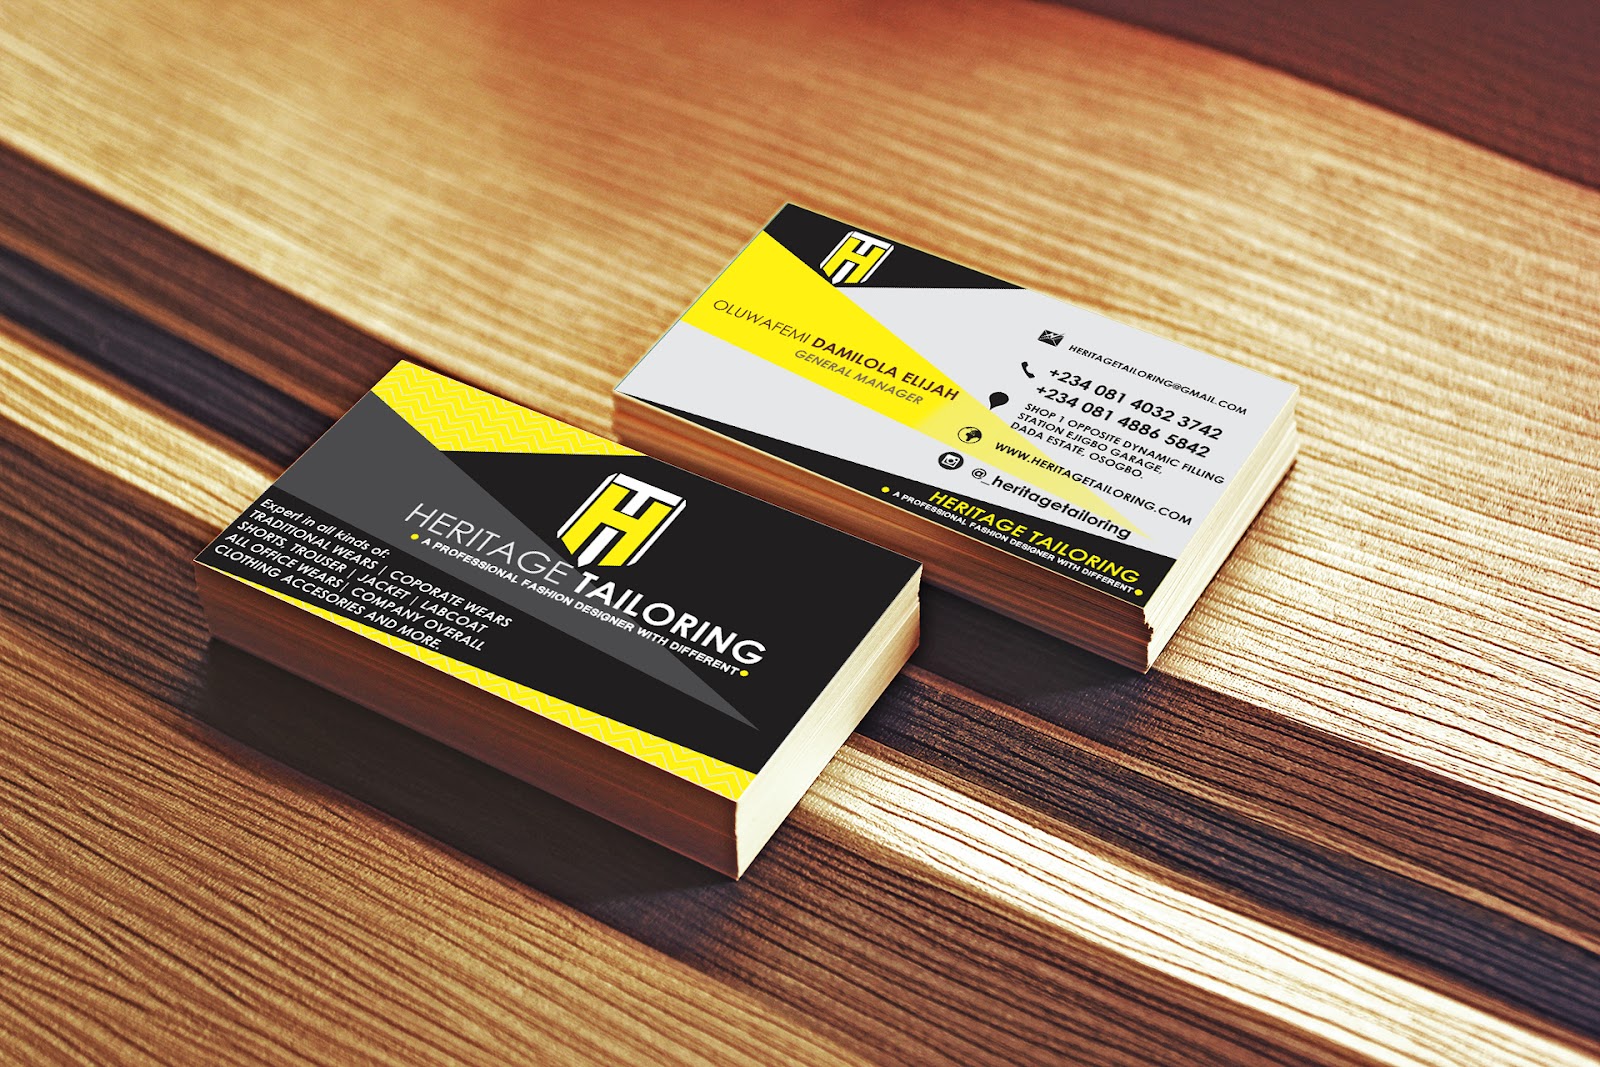 HERITAGE TAILORING
A PROFESSIONAL FASHION DESIGNER WITH DIFFERENT
Expert in all kinds of:
TRADITIONAL WEARS | COPORATE WEARS
SHORTS, TROUSER | JACKET | LABCOAT
ALL OFFICE WEARS | COMPANY OVERALL
CLOTHING ACCESORIES AND MORE.
OLUWAFEMI DAMILOLA ELIJAH
GENERAL MANAGER
HERITAGETAILORING@GMAIL.COM
+234 081 4032 3742
+234 081 4886 5842
SHOP 1 OPPOSITE DYNAMIC FILLING
STATION EJIGBO GARAGE,
DADA ESTATE, OSOGBO.
WWW.HERITAGETAILORING.COM
@_heritagetailoring
HERITAGE TAILORING
A PROFESSIONAL FASHION DESIGNER WITH DIFFERENT